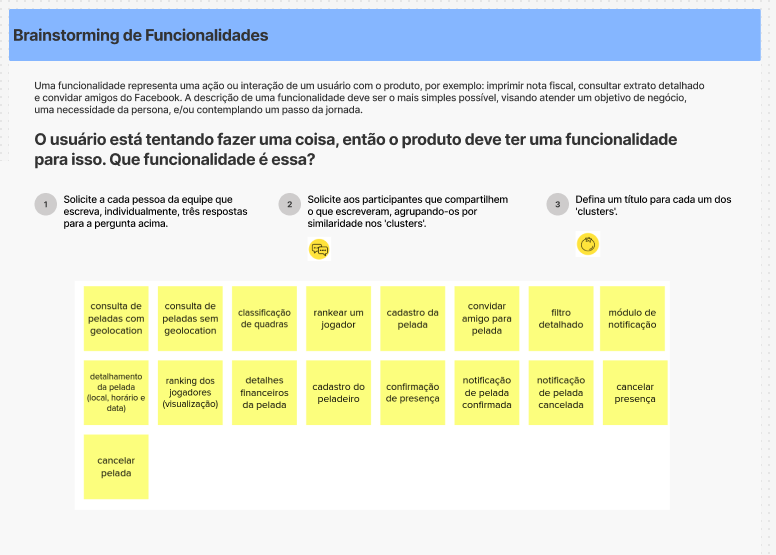 Brainstorming de Funcionalidades
Uma funcionalidade representa uma ação ou interação de um usuário com o produto, por exemplo: imprimir nota fiscal, consultar extrato detalhado
e convidar amigos do Facebook. A descrição de uma funcionalidade deve ser o mais simples possível, visando atender um objetivo de negócio,
uma necessidade da persona, e/ou contemplando um passo da jornada.
O usuário está tentando fazer uma coisa, então o produto deve ter uma funcionalidade
para isso. Que funcionalidade é essa?
1
Solicite a cada pessoa da equipe que
escreva, individualmente, três respostas
para a pergunta acima.
2
Solicite aos participantes que compartilhem
o que escreveram, agrupando-os por
similaridade nos 'clusters'.
3
Defina um título para cada um dos
'clusters'.
consulta de
peladas com
geolocation
consulta de
peladas sem
geolocation
classificação
de quadras
rankear um
jogador
cadastro da
pelada
convidar
amigo para
pelada
filtro
detalhado
módulo de
notificação
detalhamento
da pelada
(local, horário e
data)
ranking dos
jogadores
(visualização)
detalhes
financeiros
da pelada
cadastro do
peladeiro
confirmação
de presença
notificação
de pelada
confirmada
notificação
de pelada
cancelada
cancelar
presença
cancelar
pelada